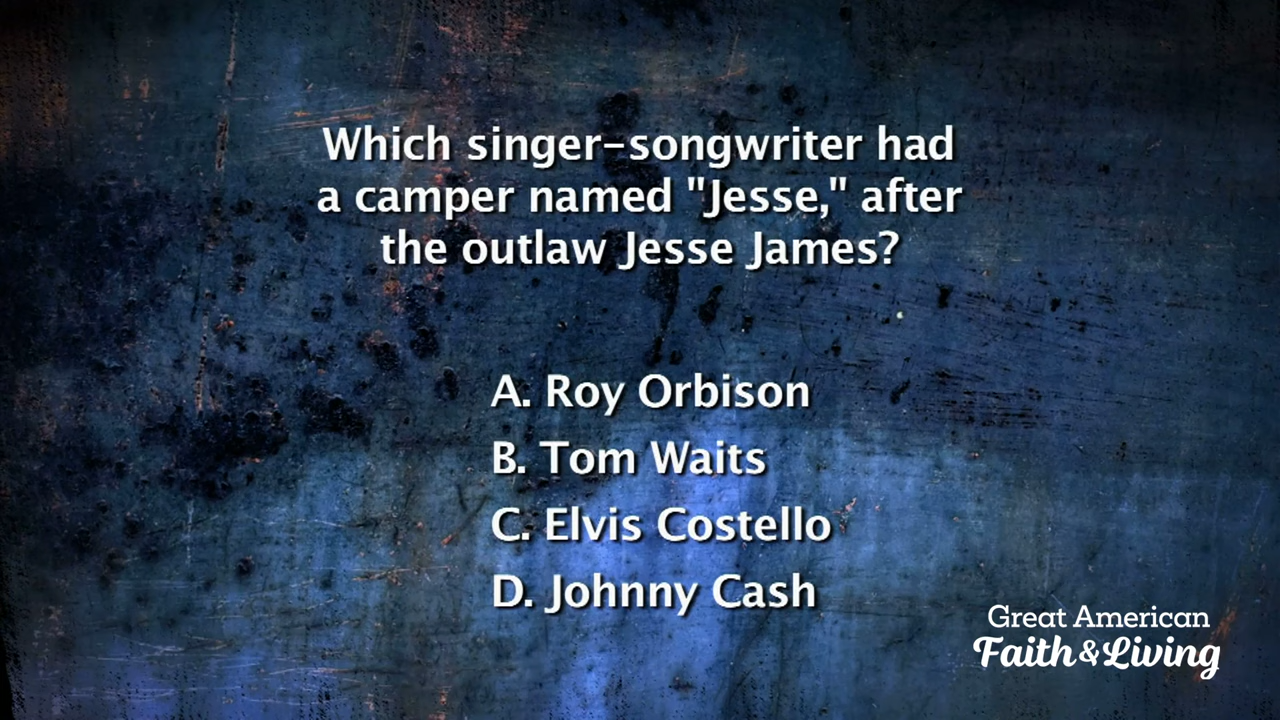 Which singer-songwriter had
a camper named "Jesse," after
the outlaw Jesse James?
A. Roy Orbison
B. Tom Waits
C. Elvis Costello
D. Johnny Cash
Great American
Faith & Living